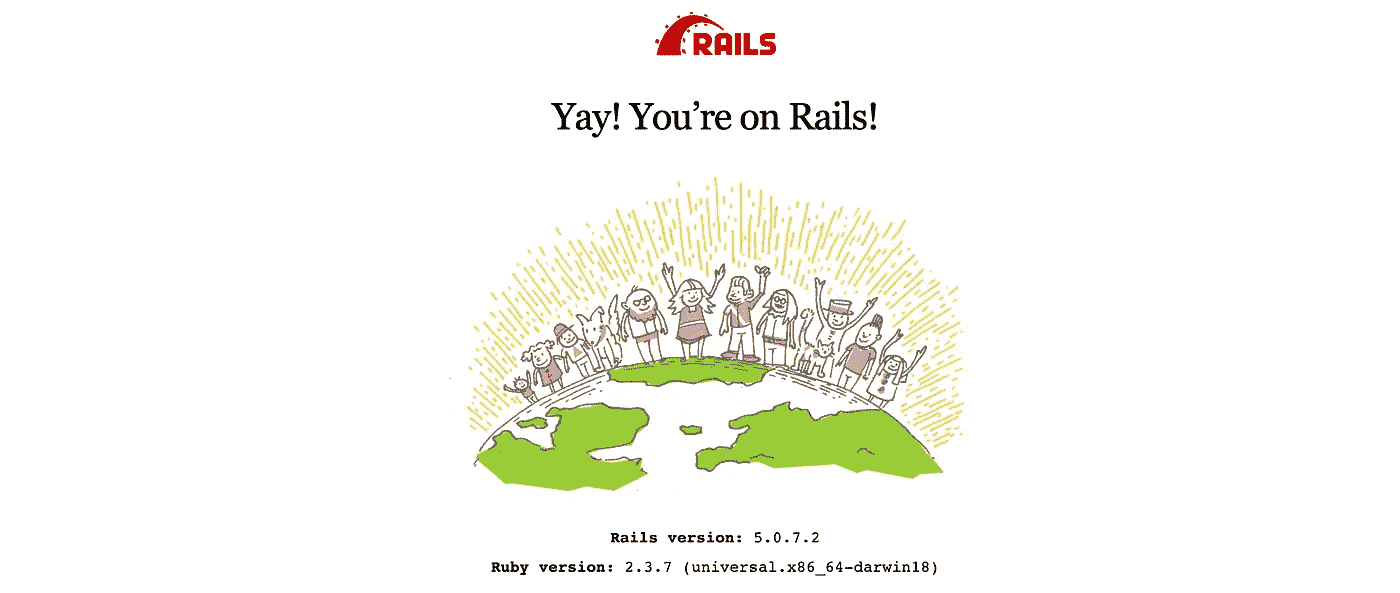 RAILS
Yay! You’re on Rails!
Rails version: 5.0.7.2
Ruby version: 2.3.7 (universal.x86_64-darwin18)